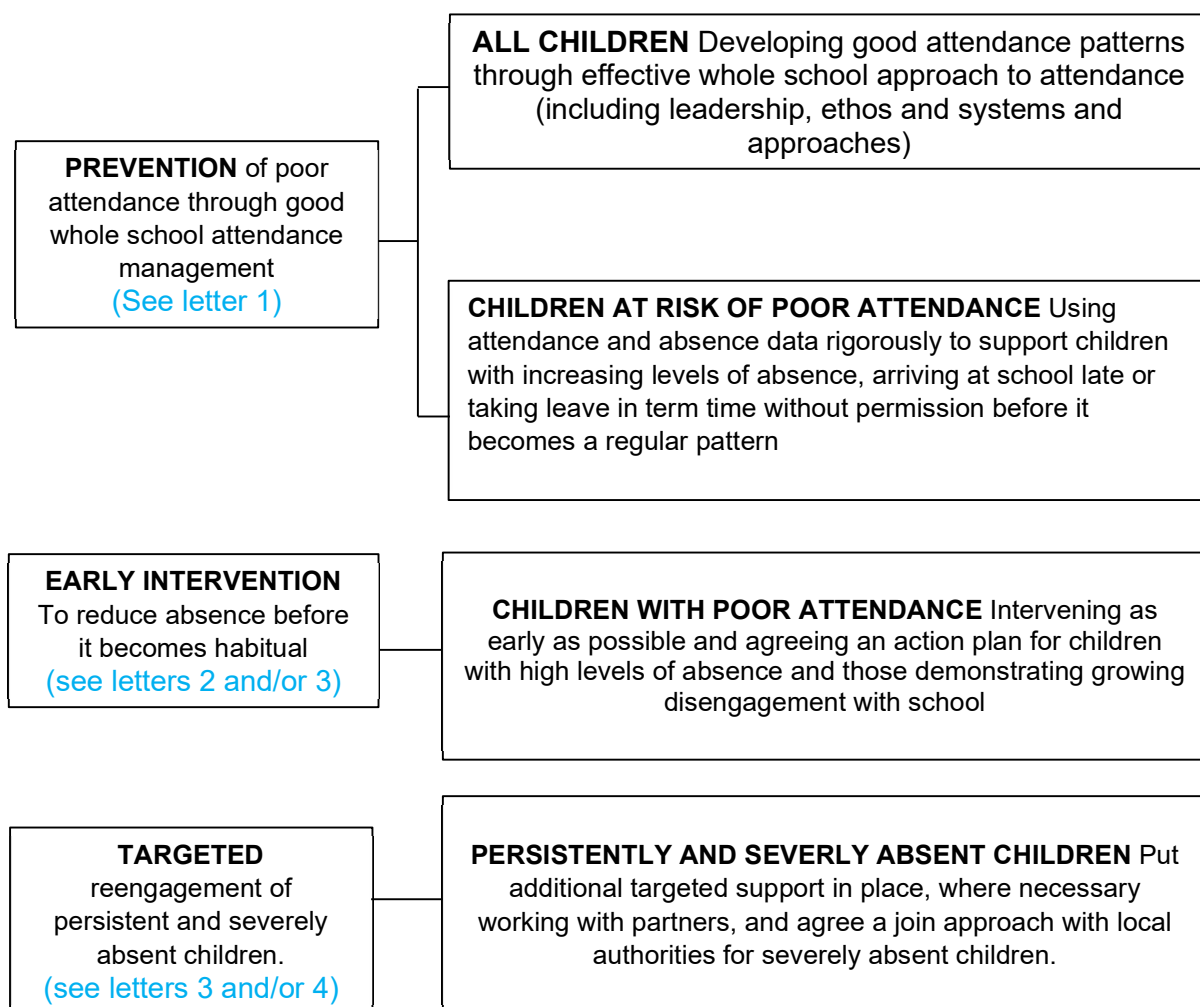 PREVENTION of poor
attendance through good
whole school attendance
management
(See letter 1)
ALL CHILDREN Developing good attendance patterns
through effective whole school approach to attendance
(including leadership, ethos and systems and
approaches)
CHILDREN AT RISK OF POOR ATTENDANCE Using
attendance and absence data rigorously to support children
with increasing levels of absence, arriving at school late or
taking leave in term time without permission before it
becomes a regular pattern
EARLY INTERVENTION
To reduce absence before
it becomes habitual
(see letters 2 and/or 3)
CHILDREN WITH POOR ATTENDANCE Intervening as
early as possible and agreeing an action plan for children
with high levels of absence and those demonstrating growing
disengagement with school
TARGETED
reengagement of
persistent and severely
absent children.
(see letters 3 and/or 4)
PERSISTENTLY AND SEVERLY ABSENT CHILDREN Put
additional targeted support in place, where necessary
working with partners, and agree a join approach with local
authorities for severely absent children.